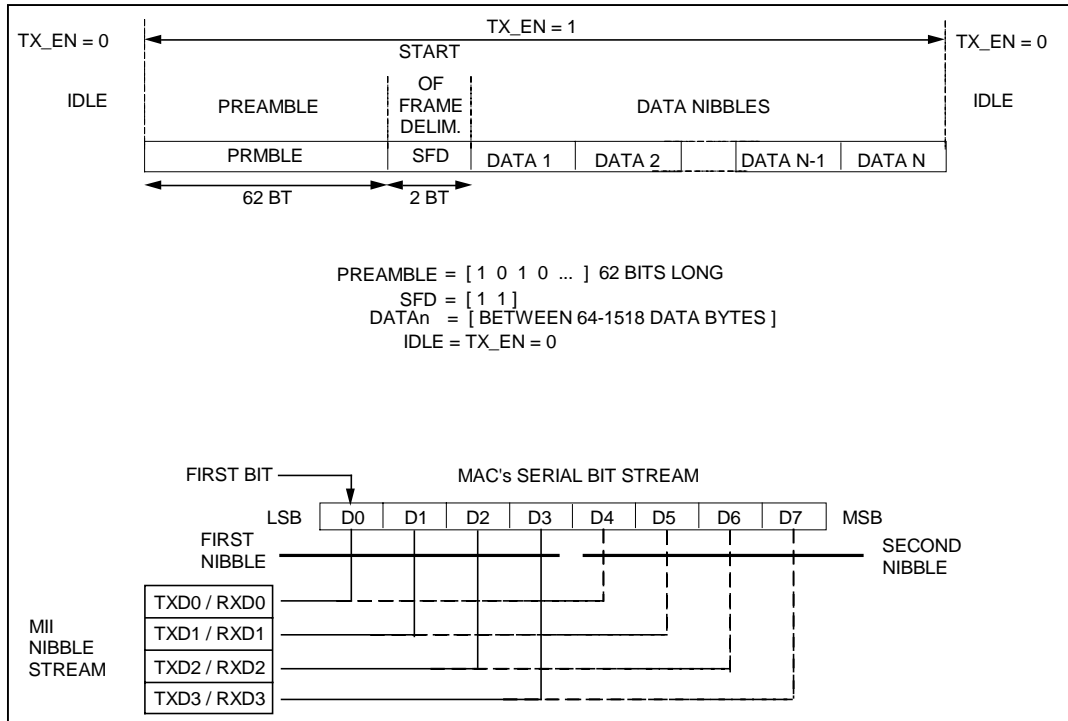 TX_EN = 1
TX_EN = 0
TX_EN = 0
START
OF
FRAME
DELIM.
IDLE
PREAMBLE
DATA NIBBLES
IDLE
PRMBLE
SFD
DATA 1
DATA 2
DATA N-1
DATA N
62 BT
2 BT
PREAMBLE = [ 1 0 1 0 ... ] 62 BITS LONG
SFD = [ 1 1 ]
DATAn = [ BETWEEN 64-1518 DATA BYTES ]
IDLE = TX_EN = 0
FIRST BIT
MAC's SERIAL BIT STREAM
LSB
D0
D1
D2
D3
D4
D5
D6
D7
MSB
FIRST
NIBBLE
SECOND
NIBBLE
MII
NIBBLE
STREAM
TXD0 / RXD0
TXD1 / RXD1
TXD2 / RXD2
TXD3 / RXD3